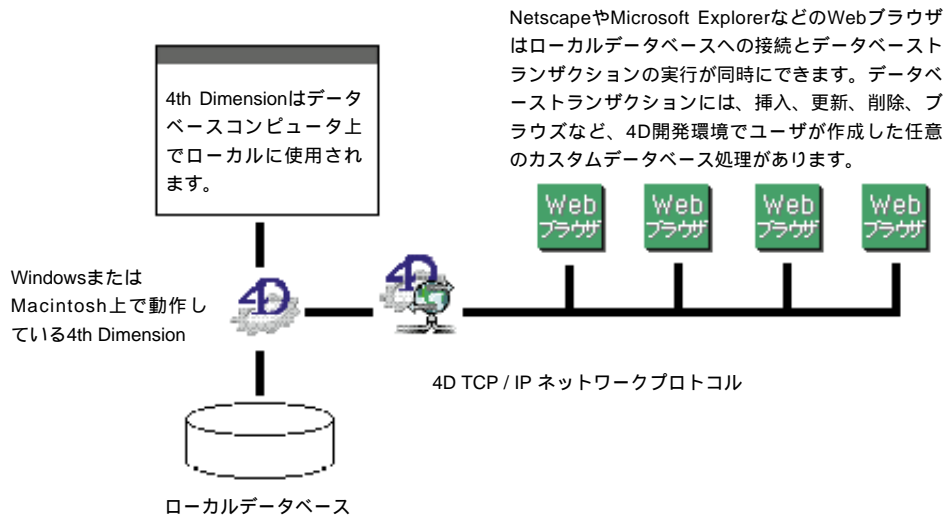 NetscapeやMicrosoft ExplorerなどのWebブラウザ
はローカルデータベースへの接続とデータベースト
ランザクションの実行が同時にできます。データベ
ーストランザクションには、挿入、更新、削除、ブ
ラウズなど、4D開発環境でユーザが作成した任意
のカスタムデータベース処理があります。
4th Dimensionはデータ
ベースコンピュータ上
でローカルに使用され
ます。
Web
ブラウザ
Web
ブラウザ
Web
ブラウザ
Web
ブラウザ
Windowsまたは
Macintosh上で動作し
ている4th Dimension
4D
4D
4D TCP / IP ネットワークプロトコル
ローカルデータベース